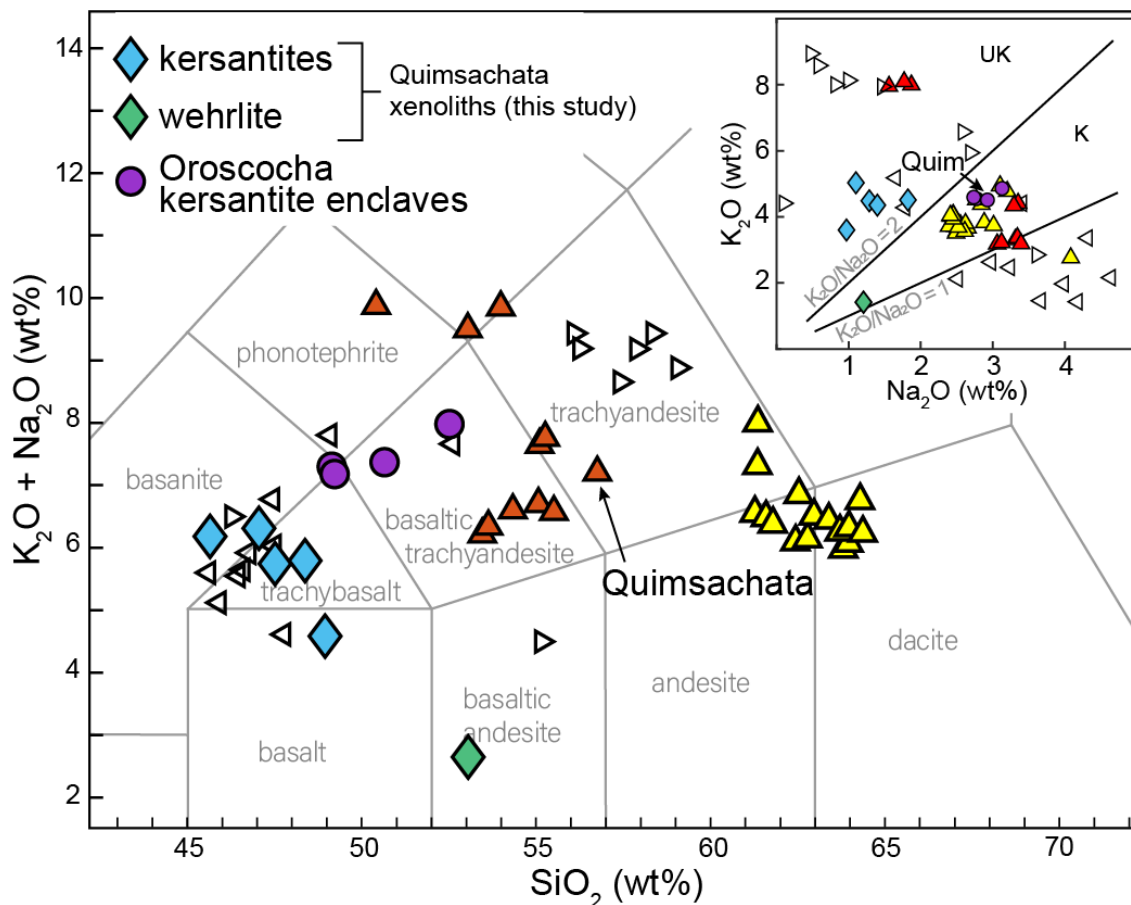 kersantites
wehrlite
Quimsachata
xenoliths (this study)
Oroscocha
kersantite enclaves
14
12
10
8
6
4
2
K₂O + Na₂O (wt%)
45
50
55
60
65
70
SiO₂ (wt%)
phonotephrite
trachyandesite
basanite
basaltic
trachyandesite
trachybasalt
Quimsachata
basalt
basaltic
andesite
andesite
dacite
UK
K
Quim
K₂O/Na₂O = 2
K₂O/Na₂O = 1
8
6
4
2
K₂O (wt%)
1
2
3
4
Na₂O (wt%)